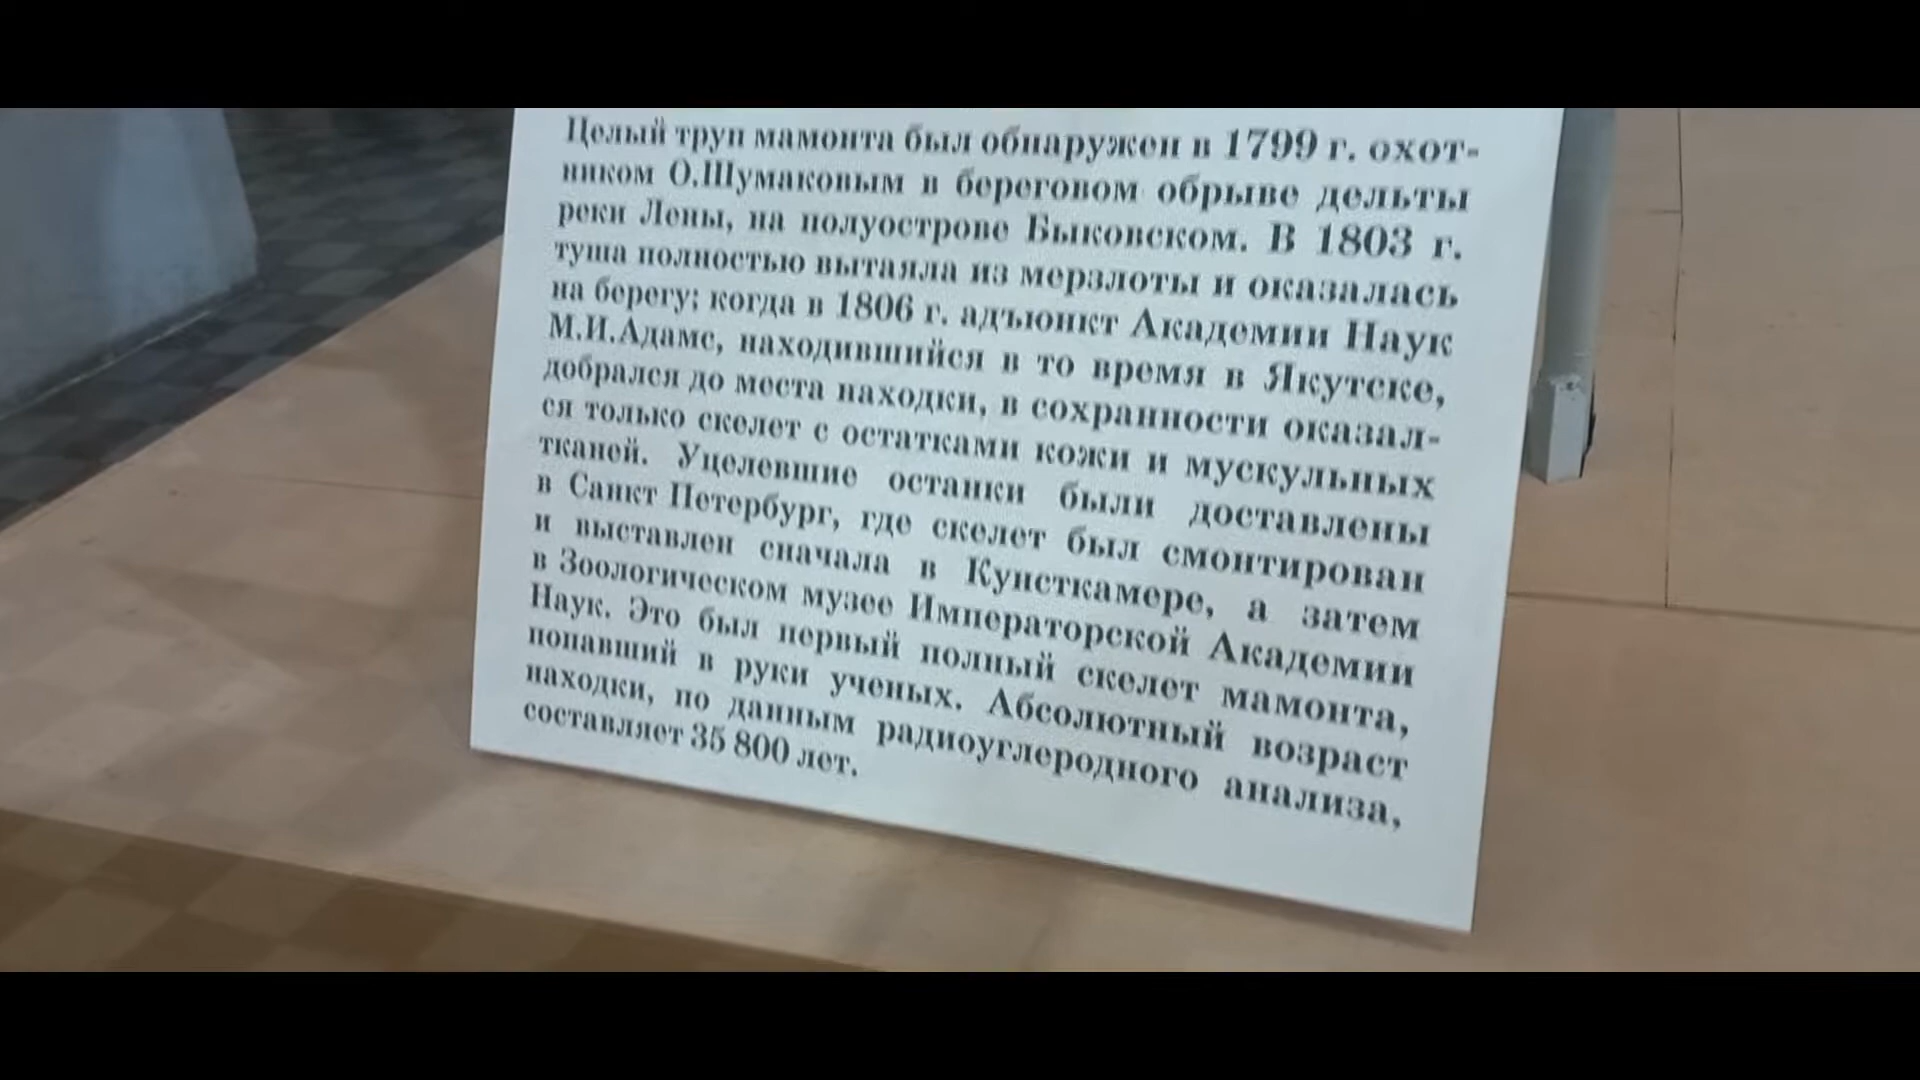 Целый труп мамонта был обнаружен в 1799 г. охот-
ником О.Шумаковым в береговом обрыве дельты
реки Лены, на полуострове Быковском. В 1803 г.
туша полностью вытаяла из мерзлоты и оказалась
на берегу; когда в 1806 г. адъюнкт Академии Наук
М.И.Адамс, находившийся в то время в Якутске,
добрался до места находки, в сохранности оказал-
ся только скелет с остатками кожи и мускульных
тканей. Уцелевшие останки были доставлены
в Санкт Петербург, где скелет был смонтирован
и выставлен сначала в Кунсткамере, а затем
в Зоологическом музее Императорской Академии
Наук. Это был первый полный скелет мамонта,
попавший в руки ученых. Абсолютный возраст
находки, по данным радиоуглеродного анализа,
составляет 35 800 лет.